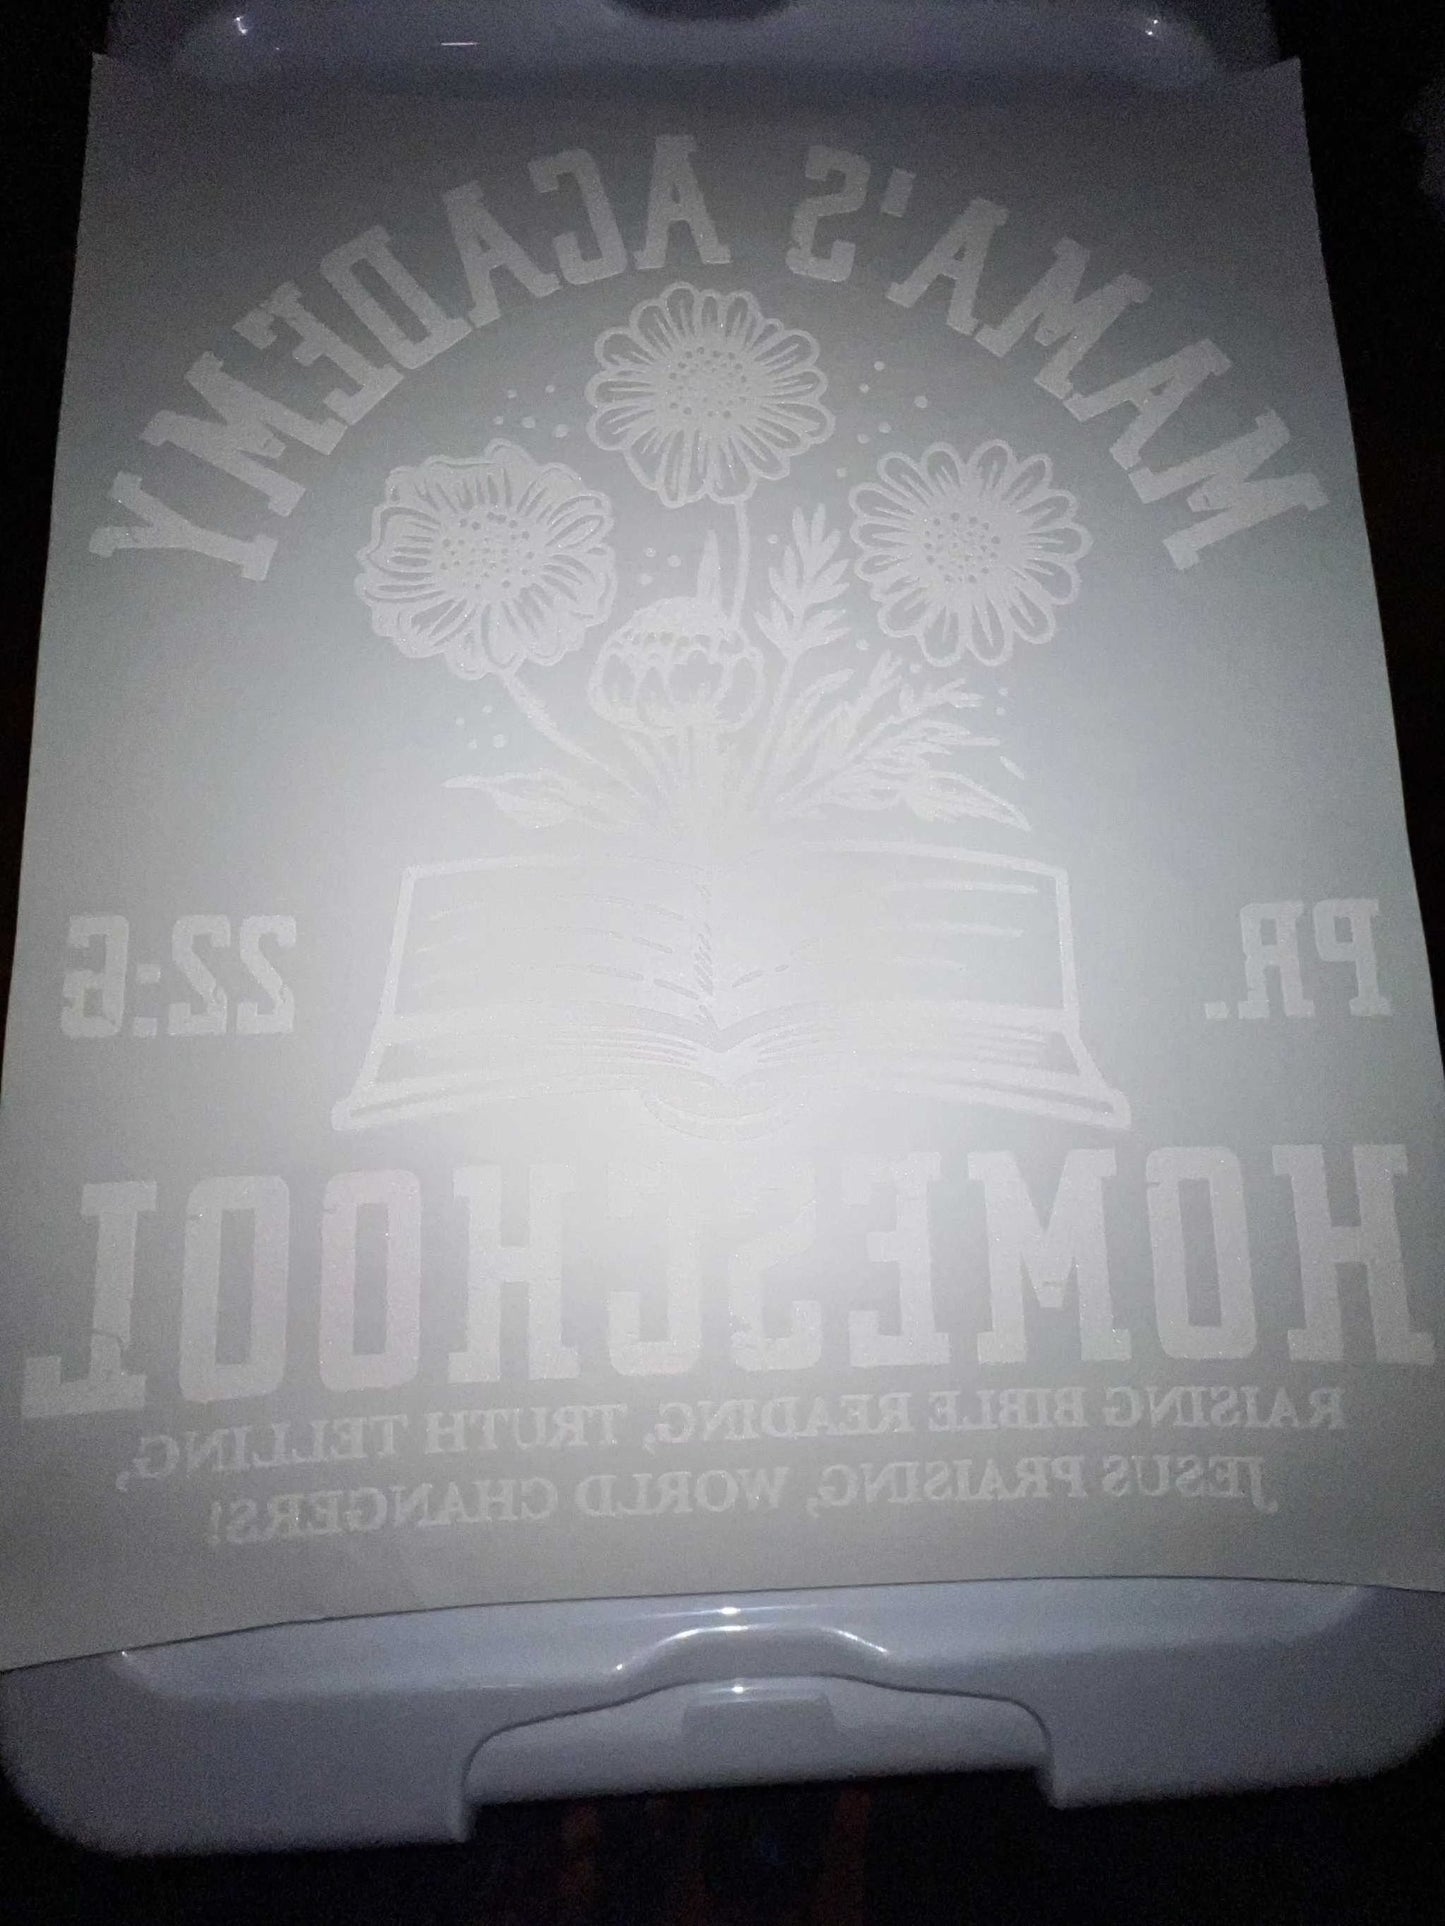 MAMA'S ACADEMY
PR. 22:6
HOMESCHOOL
RAISING BIBLE READING, TRUTH TELLING,
JESUS PRAISING, WORLD CHANGERS!